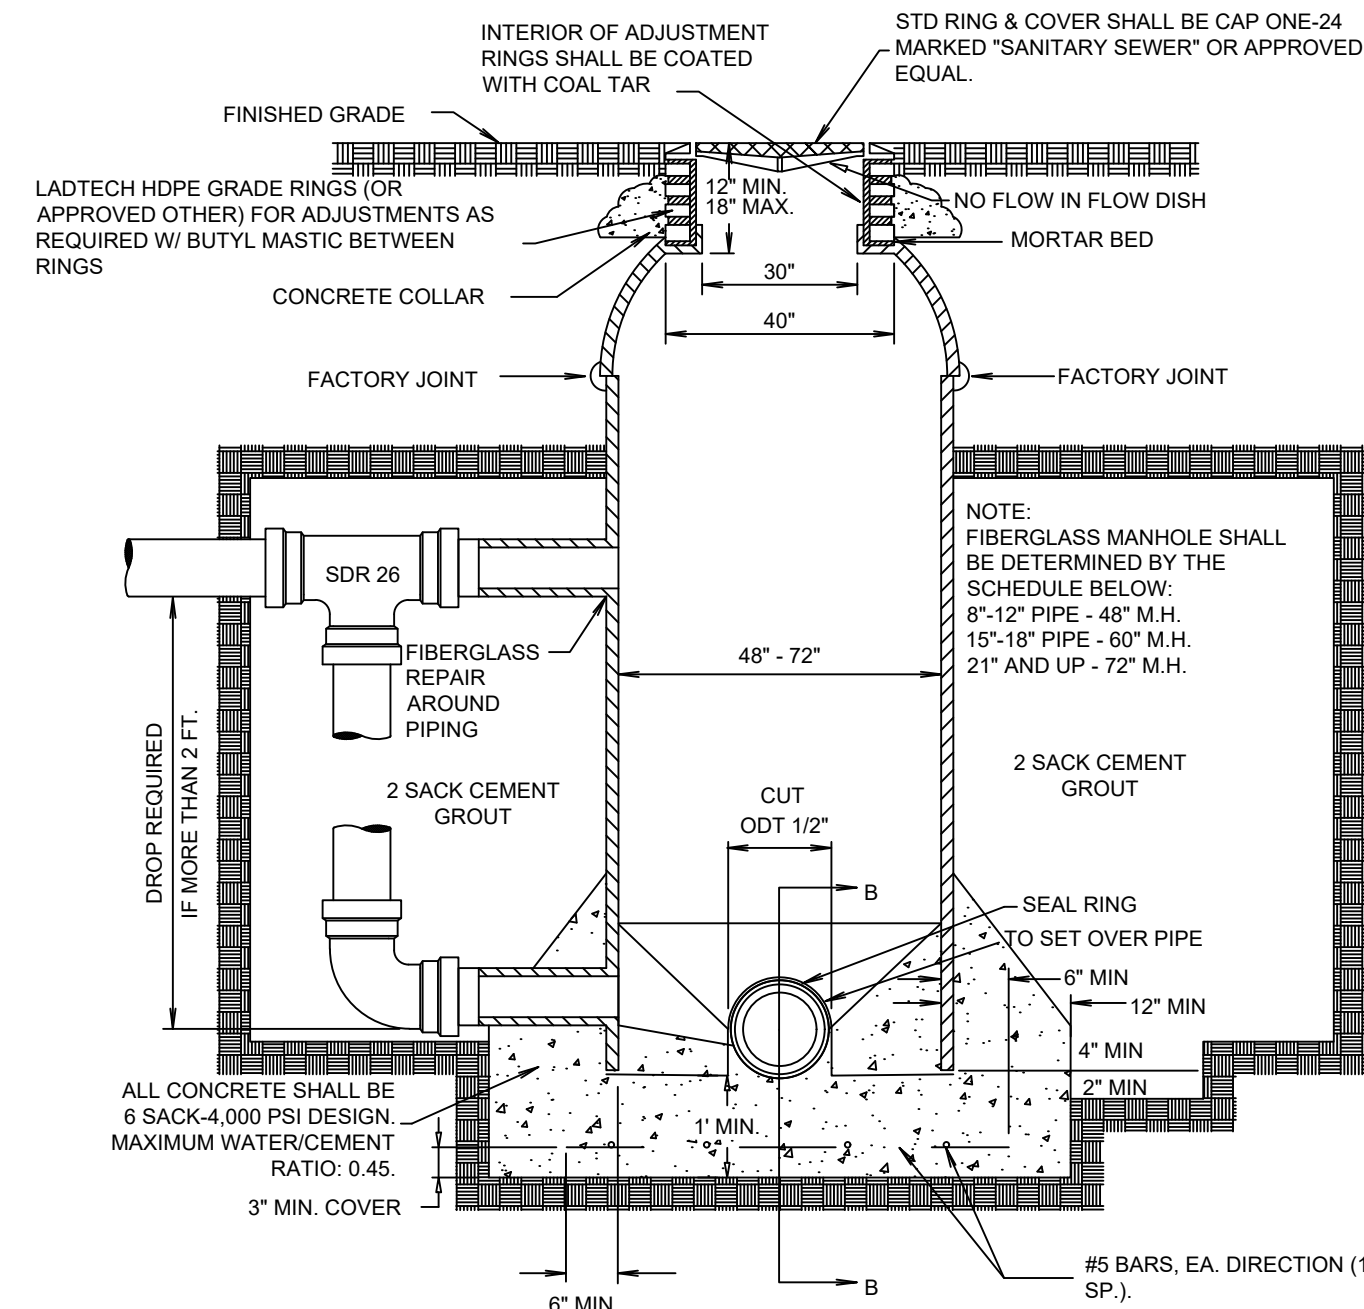 INTERIOR OF ADJUSTMENT
RINGS SHALL BE COATED
WITH COAL TAR
STD RING & COVER SHALL BE CAP ONE-24
MARKED "SANITARY SEWER" OR APPROVED
EQUAL.
FINISHED GRADE
LADTECH HDPE GRADE RINGS (OR
APPROVED OTHER) FOR ADJUSTMENTS AS
REQUIRED W/ BUTYL MASTIC BETWEEN
RINGS
12" MIN.
18" MAX.
NO FLOW IN FLOW DISH
MORTAR BED
CONCRETE COLLAR
30"
40"
FACTORY JOINT
FACTORY JOINT
NOTE:
FIBERGLASS MANHOLE SHALL
BE DETERMINED BY THE
SCHEDULE BELOW:
8"-12" PIPE - 48" M.H.
15"-18" PIPE - 60" M.H.
21" AND UP - 72" M.H.
SDR 26
FIBERGLASS
REPAIR
AROUND
PIPING
48" - 72"
DROP REQUIRED
IF MORE THAN 2 FT.
2 SACK CEMENT
GROUT
2 SACK CEMENT
GROUT
CUT
ODT 1/2"
B
SEAL RING
TO SET OVER PIPE
6" MIN
12" MIN
4" MIN
2" MIN
ALL CONCRETE SHALL BE
6 SACK-4,000 PSI DESIGN.
MAXIMUM WATER/CEMENT
RATIO: 0.45.
1' MIN.
3" MIN. COVER
6" MIN
B
#5 BARS, EA. DIRECTION
SP.).